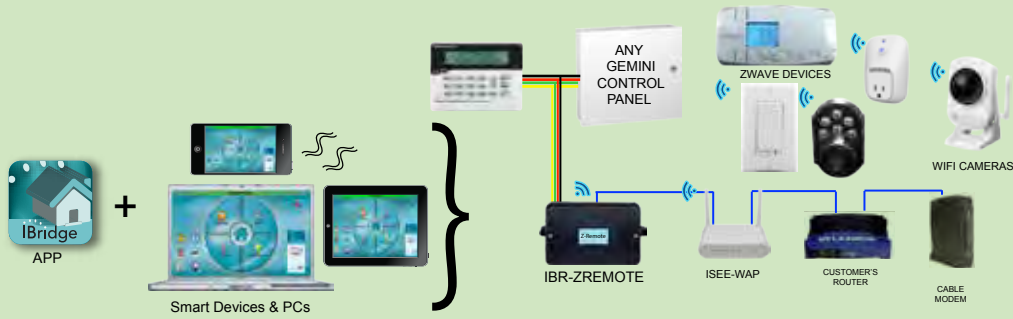 IBridge
APP
+
Smart Devices & PCs
ANY
GEMINI
CONTROL
PANEL
ZWAVE DEVICES
WIFI CAMERAS
Z-Remote
IBR-ZREMOTE
ISEE-WAP
CUSTOMER'S
ROUTER
CABLE
MODEM